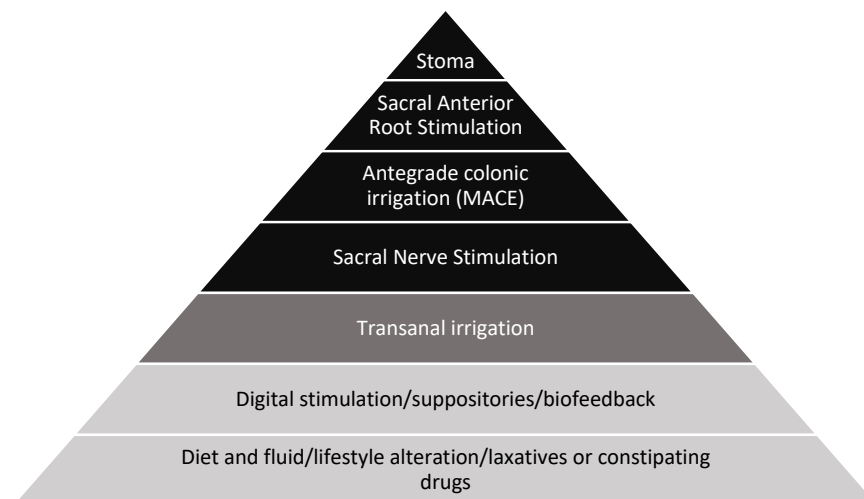 Stoma
Sacral Anterior
Root Stimulation
Antegrade colonic
irrigation (MACE)
Sacral Nerve Stimulation
Transanal irrigation
Digital stimulation/suppositories/biofeedback
Diet and fluid/lifestyle alteration/laxatives or constipating
drugs